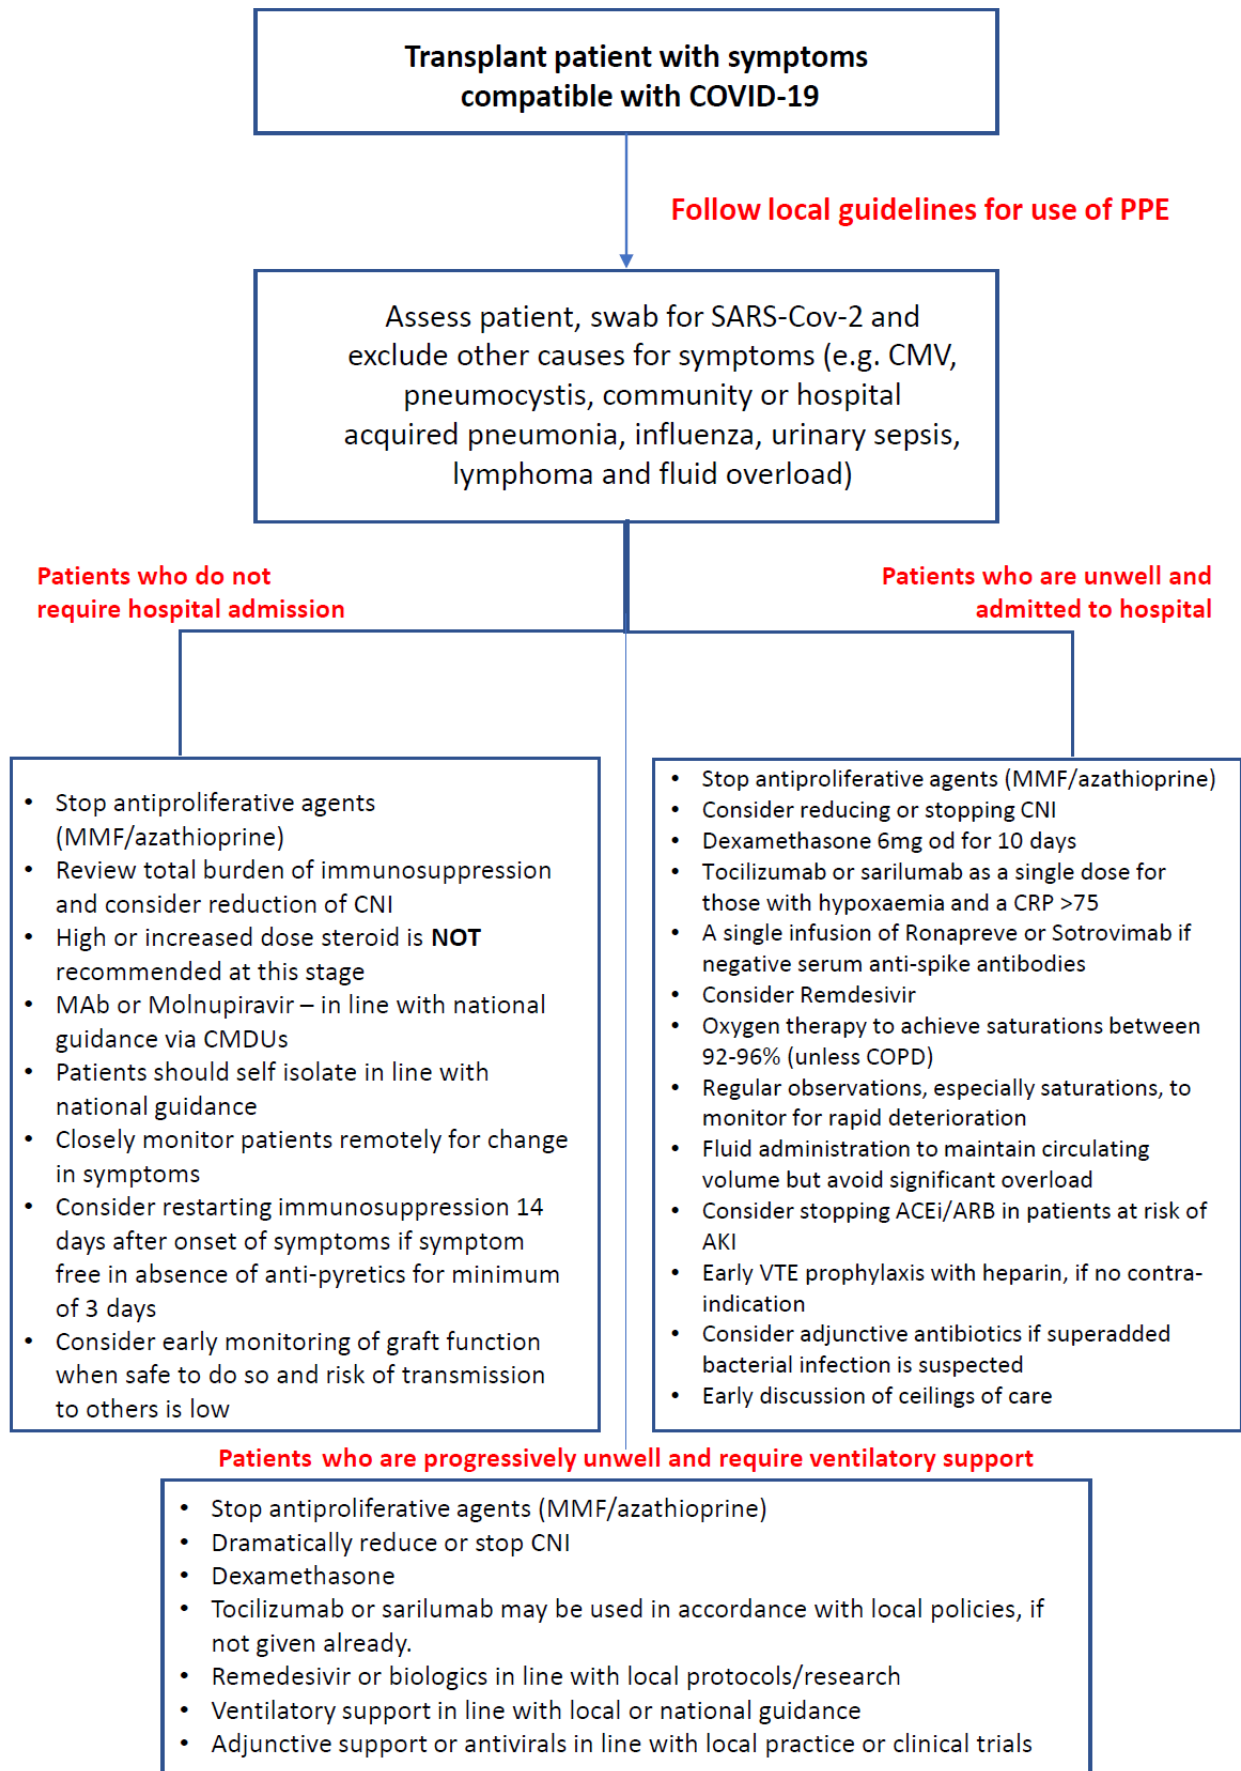 Transplant patient with symptoms
compatible with COVID-19
Follow local guidelines for use of PPE
Assess patient, swab for SARS-Cov-2 and
exclude other causes for symptoms (e.g. CMV,
pneumocystis, community or hospital
acquired pneumonia, influenza, urinary sepsis,
lymphoma and fluid overload)
Patients who do not
require hospital admission
Patients who are unwell and
admitted to hospital
• Stop antiproliferative agents
(MMF/azathioprine)
• Review total burden of immunosuppression
and consider reduction of CNI
• High or increased dose steroid is NOT
recommended at this stage
• MAb or Molnupiravir – in line with national
guidance via CMDUs
• Patients should self isolate in line with
national guidance
• Closely monitor patients remotely for change
in symptoms
• Consider restarting immunosuppression 14
days after onset of symptoms if symptom
free in absence of anti-pyretics for minimum
of 3 days
• Consider early monitoring of graft function
when safe to do so and risk of transmission
to others is low
• Stop antiproliferative agents (MMF/azathioprine)
• Consider reducing or stopping CNI
• Dexamethasone 6mg od for 10 days
• Tocilizumab or sarilumab as a single dose for
those with hypoxaemia and a CRP >75
• A single infusion of Ronapreve or Sotrovimab if
negative serum anti-spike antibodies
• Consider Remdesivir
• Oxygen therapy to achieve saturations between
92-96% (unless COPD)
• Regular observations, especially saturations, to
monitor for rapid deterioration
• Fluid administration to maintain circulating
volume but avoid significant overload
• Consider stopping ACEi/ARB in patients at risk of
AKI
• Early VTE prophylaxis with heparin, if no contra-
indication
• Consider adjunctive antibiotics if superadded
bacterial infection is suspected
• Early discussion of ceilings of care
Patients who are progressively unwell and require ventilatory support
• Stop antiproliferative agents (MMF/azathioprine)
• Dramatically reduce or stop CNI
• Dexamethasone
• Tocilizumab or sarilumab may be used in accordance with local policies, if
not given already.
• Remedesivir or biologics in line with local protocols/research
• Ventilatory support in line with local or national guidance
• Adjunctive support or antivirals in line with local practice or clinical trials